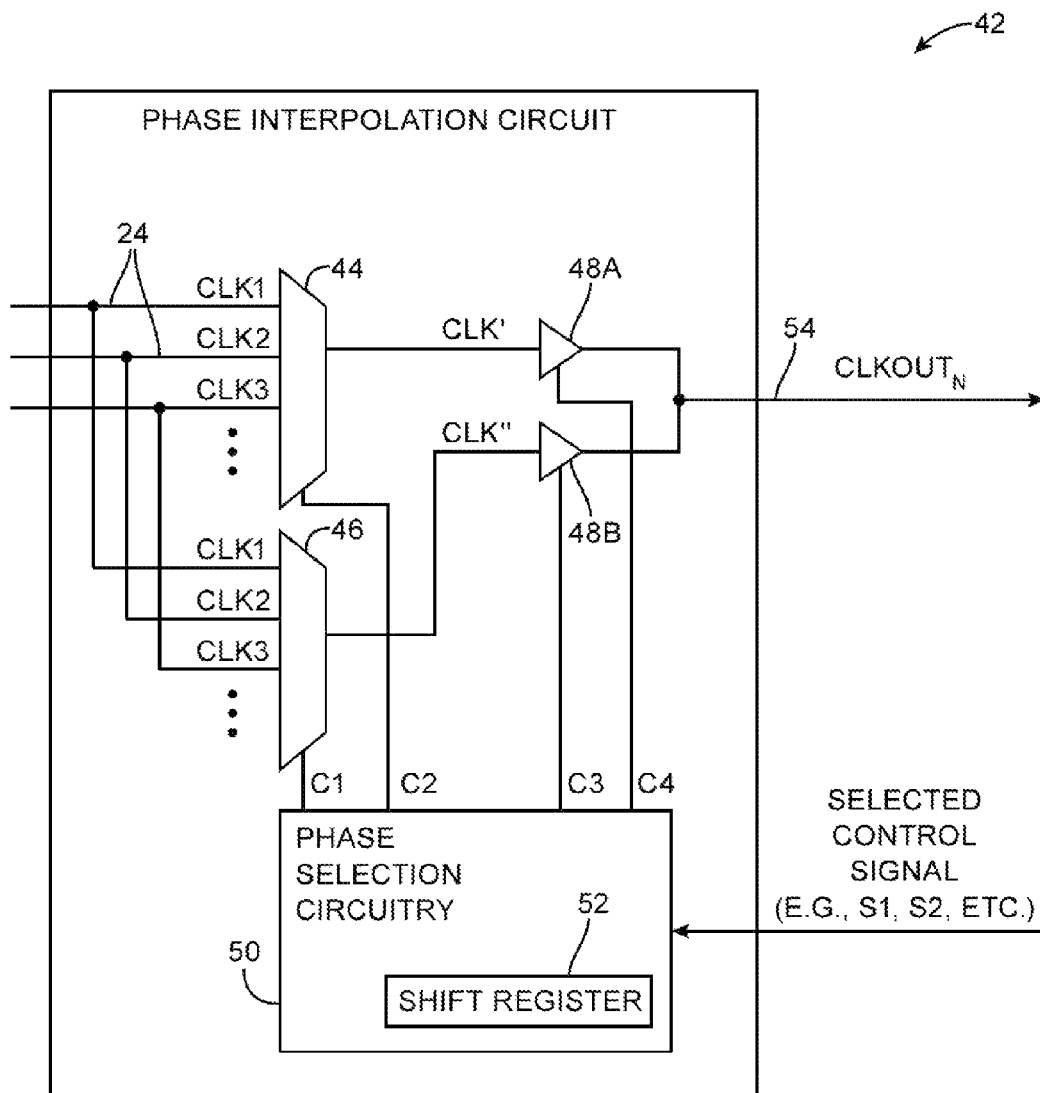 42
PHASE INTERPOLATION CIRCUIT
24
CLK1
CLK2
CLK3
44
CLK'
48A
54
CLKOUT_N
CLK"
48B
46
CLK1
CLK2
CLK3
C1
C2
C3
C4
PHASE
SELECTION
CIRCUITRY
50
52
SHIFT REGISTER
SELECTED
CONTROL
SIGNAL
(E.G., S1, S2, ETC.)